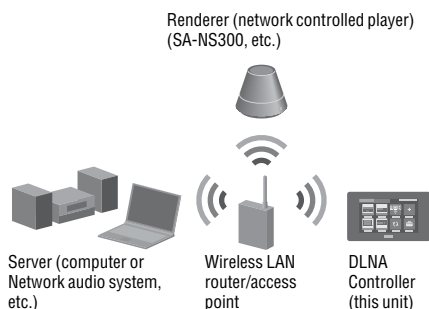 Renderer (network controlled player)
(SA-NS300, etc.)
Server (computer or
Network audio system,
etc.)
Wireless LAN
router/access
point
DLNA
Controller
(this unit)